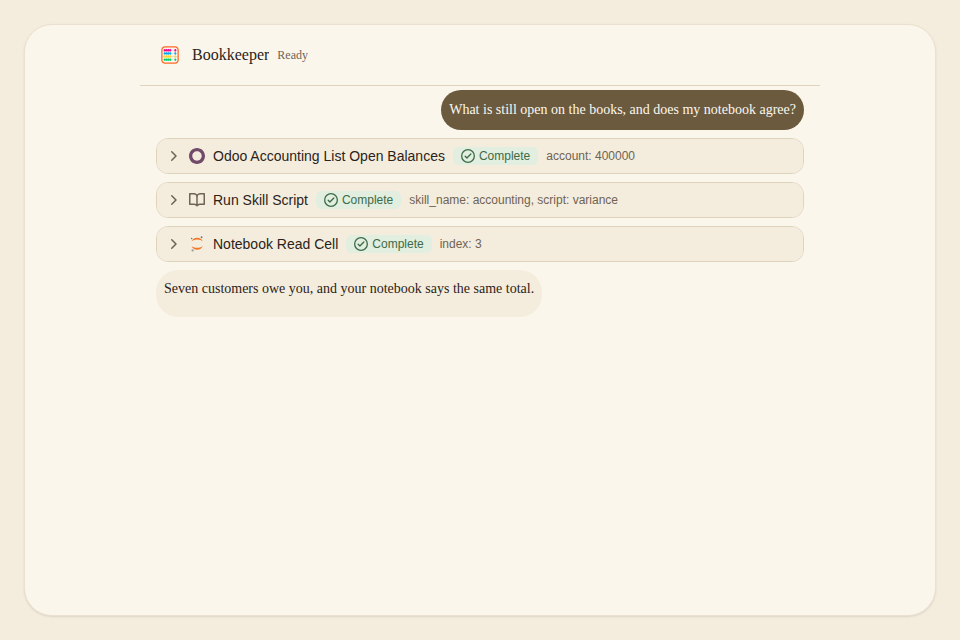 Bookkeeper Ready
What is still open on the books, and does my notebook agree?
Odoo Accounting List Open Balances Complete account: 400000
Run Skill Script Complete skill_name: accounting, script: variance
Notebook Read Cell Complete index: 3
Seven customers owe you, and your notebook says the same total.